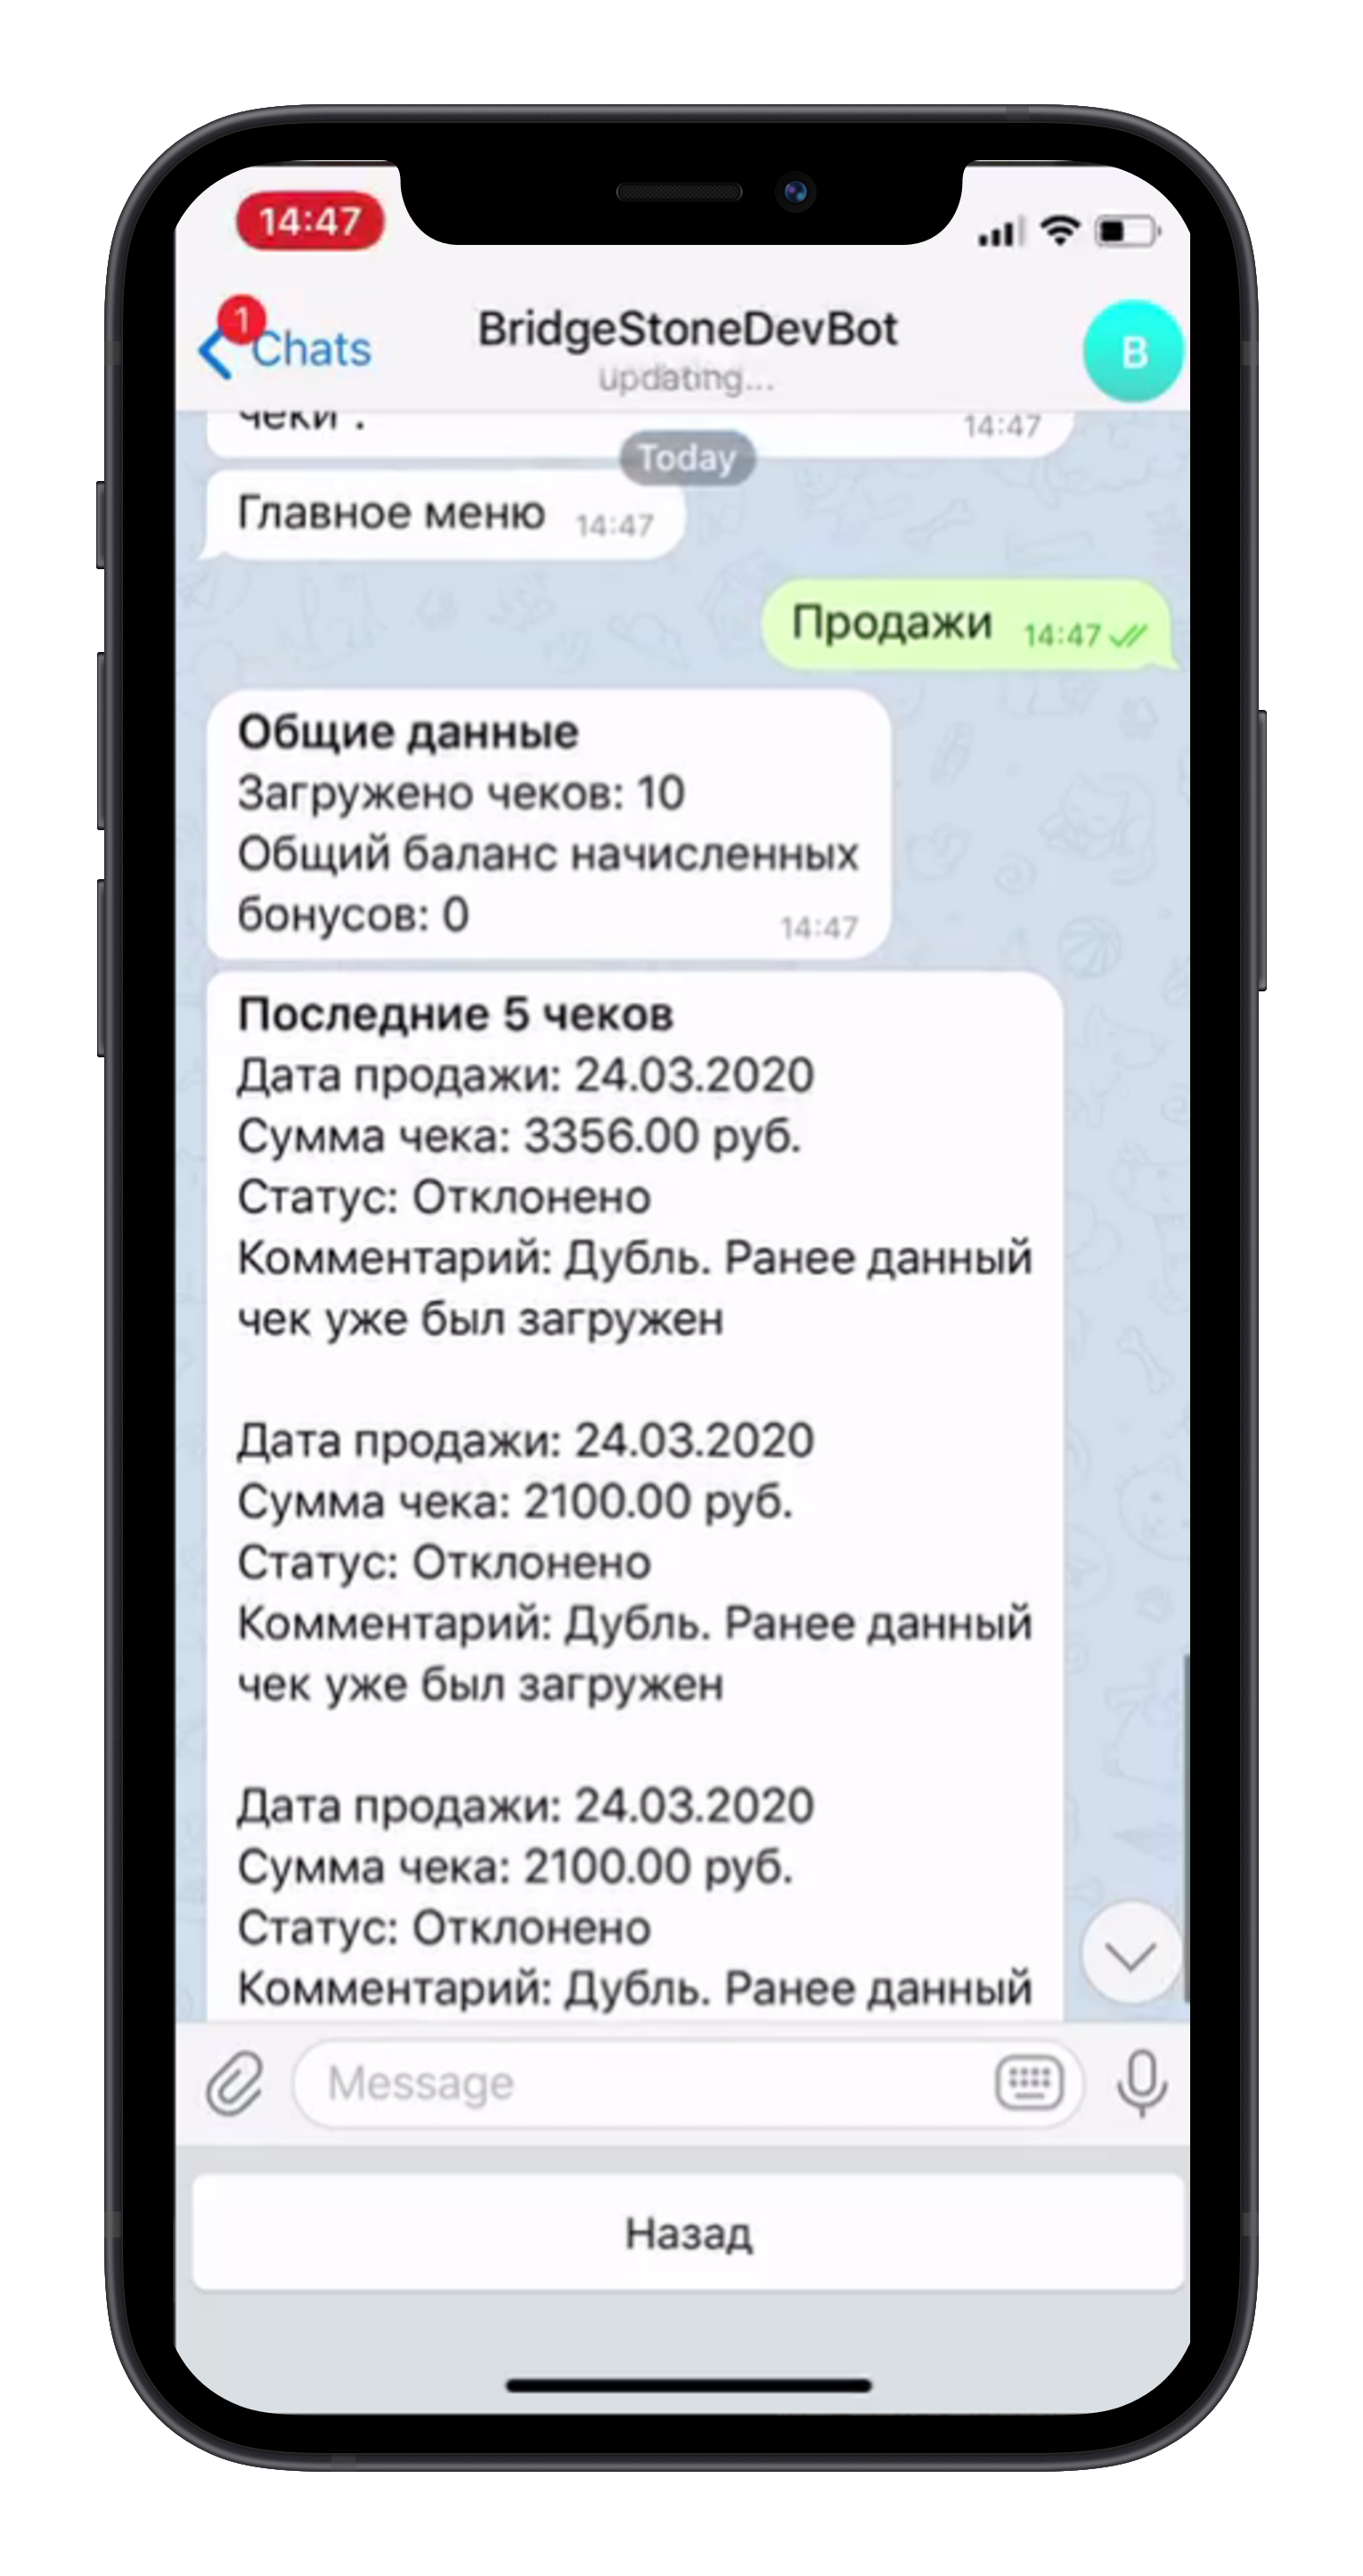 14:47
1
Chats
BridgeStoneDevBot
updating...
B
чеки .
14:47
Today
Главное меню 14:47
Продажи 14:47
Общие данные
Загружено чеков: 10
Общий баланс начисленных
бонусов: 0 14:47
Последние 5 чеков
Дата продажи: 24.03.2020
Сумма чека: 3356.00 руб.
Статус: Отклонено
Комментарий: Дубль. Ранее данный
чек уже был загружен
Дата продажи: 24.03.2020
Сумма чека: 2100.00 руб.
Статус: Отклонено
Комментарий: Дубль. Ранее данный
чек уже был загружен
Дата продажи: 24.03.2020
Сумма чека: 2100.00 руб.
Статус: Отклонено
Комментарий: Дубль. Ранее данный
Message
Назад